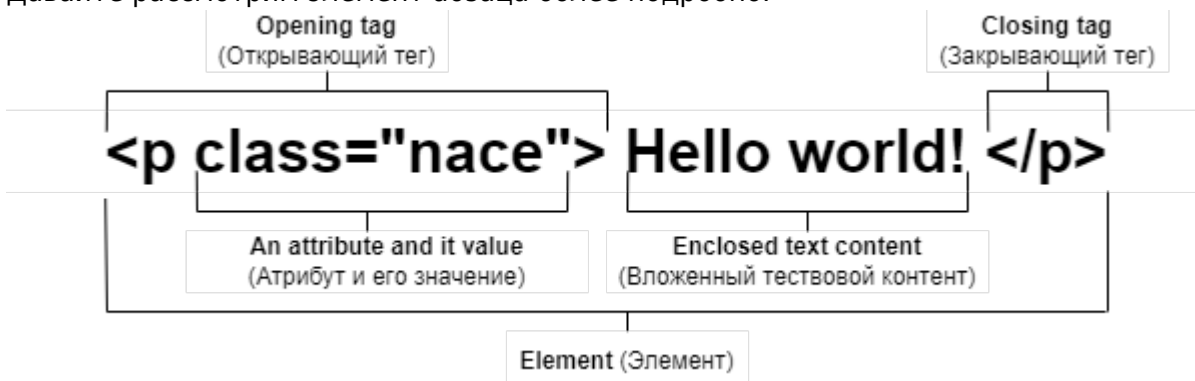 Давайте рассмотрим элемент абзаца более подробно.
Opening tag
(Открывающий тег)
Closing tag
(Закрывающий тег)
<p class="nace"> Hello world! </p>
An attribute and it value
(Атрибут и его значение)
Enclosed text content
(Вложенный тествовой контент)
Element (Элемент)